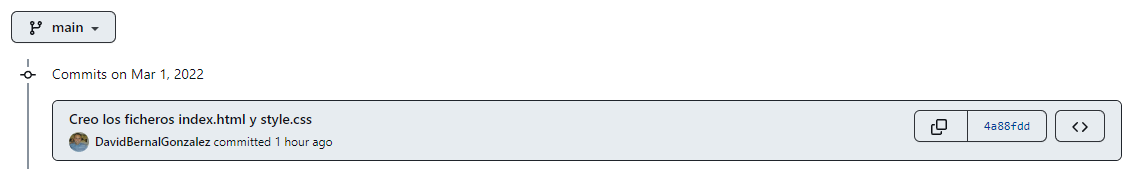 main
Commits on Mar 1, 2022
Creo los ficheros index.html y style.css
4a88fdd
DavidBernalGonzalez committed 1 hour ago